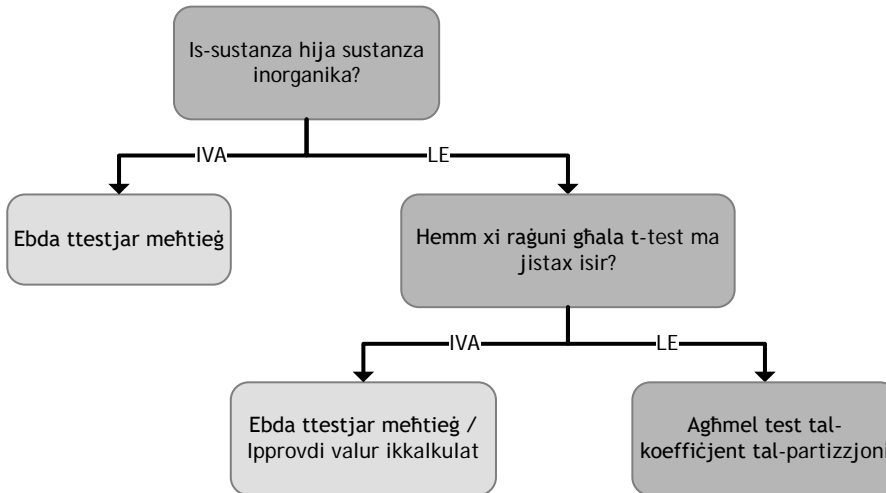 Is-sustanza hija sustanza
inorganika?
IVA
LE
Ebda ttestjar meħtieġ
Hemm xi raġuni għala t-test ma
jistax isir?
IVA
LE
Ebda ttestjar meħtieġ /
Ipprovdi valur ikkalkulat
Agħmel test tal-
koeffiċjent tal-partizzjoni